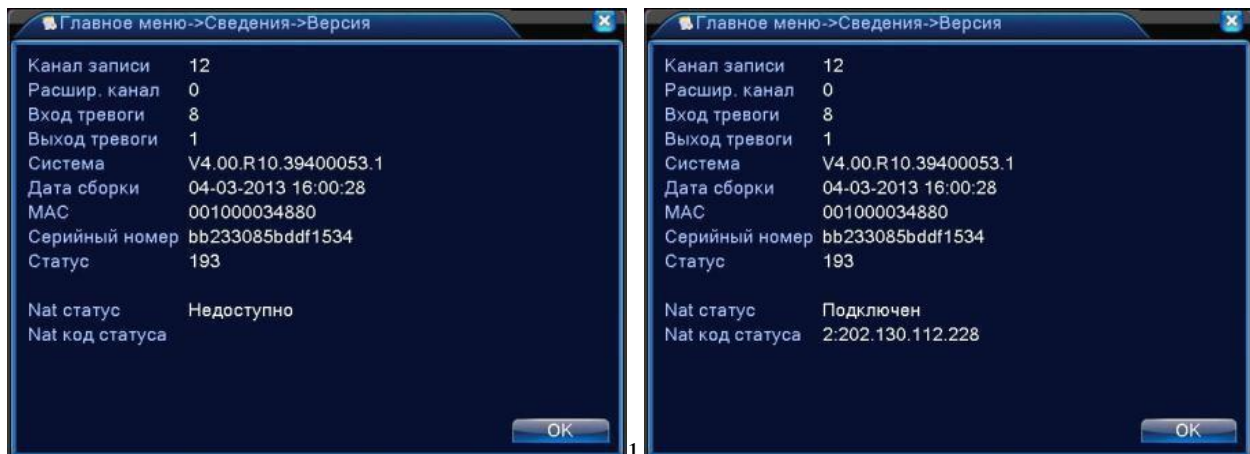 Главное меню->Сведения->Версия
Канал записи 12
Расшир. канал 0
Вход тревоги 8
Выход тревоги 1
Система V4.00.R10.39400053.1
Дата сборки 04-03-2013 16:00:28
MAC 001000034880
Серийный номер bb233085bddf1534
Статус 193
Nat статус Недоступно
Nat код статуса
OK
1
Главное меню->Сведения->Версия
Канал записи 12
Расшир. канал 0
Вход тревоги 8
Выход тревоги 1
Система V4.00.R10.39400053.1
Дата сборки 04-03-2013 16:00:28
MAC 001000034880
Серийный номер bb233085bddf1534
Статус 193
Nat статус Подключен
Nat код статуса 2:202.130.112.228
OK